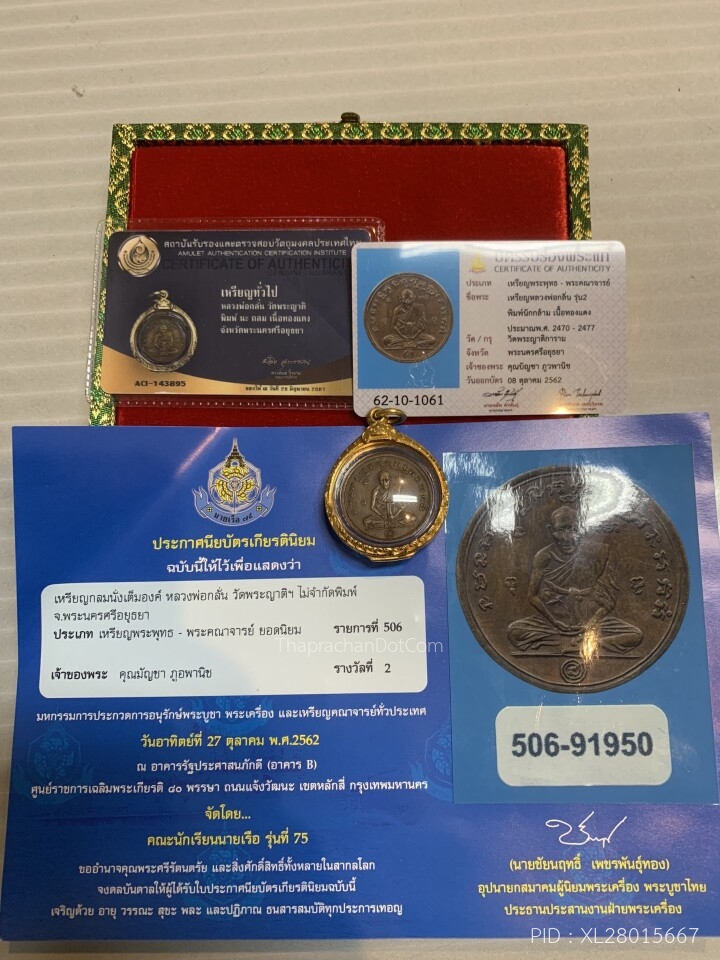 สถาบันรับรองและตรวจสอบวัตถุมงคลประเทศไทย
AMULET AUTHENTICATION CERTIFICATION INSTITUTE
CERTIFICATE OF AUTHENTICITY
เหรียญทั่วไป
หลวงพ่อกลั่น วัดพระญาติ
พิมพ์ นะ กลม เนื้อทองแดง
จังหวัดพระนครศรีอยุธยา
ACI-143895
บัตรรับรองพระแท้
CERTIFICATE OF AUTHENTICITY
ประเภท เหรียญพระพุทธ - พระคณาจารย์
ชื่อพระ เหรียญหลวงพ่อกลั่น รุ่น2
พิมพ์นักกล้าม เนื้อทองแดง
ประมาณพ.ศ. 2470 - 2477
วัด / กรุ วัดพระญาติการาม
จังหวัด พระนครศรีอยุธยา
เจ้าของพระ คุณมัญชา ภูวพานิช
วันออกบัตร 08 ตุลาคม 2562
62-10-1061
นายเรือ ๗๕
ประกาศนียบัตรเกียรตินิยม
ฉบับนี้ให้ไว้เพื่อแสดงว่า
เหรียญกลมนั่งเต็มองค์ หลวงพ่อกลั่น วัดพระญาติฯ ไม่จำกัดพิมพ์
จ.พระนครศรีอยุธยา
ประเภท เหรียญพระพุทธ - พระคณาจารย์ ยอดนิยม รายการที่ 506
ThaprachanDotCom
เจ้าของพระ คุณมัญชา ภูอพานิช รางวัลที่ 2
มหกรรมการประกวดการอนุรักษ์พระบูชา พระเครื่อง และเหรียญคณาจารย์ทั่วประเทศ
วันอาทิตย์ที่ 27 ตุลาคม พ.ศ.2562
ณ อาคารรัฐประศาสนภักดี (อาคาร B)
ศูนย์ราชการเฉลิมพระเกียรติ ๘๐ พรรษา ถนนแจ้งวัฒนะ เขตหลักสี่ กรุงเทพมหานคร
จัดโดย...
คณะนักเรียนนายเรือ รุ่นที่ 75
ขออำนาจคุณพระศรีรัตนตรัย และสิ่งศักดิ์สิทธิ์ทั้งหลายในสากลโลก
จงดลบันดาลให้ผู้ได้รับใบประกาศนียบัตรเกียรตินิยมฉบับนี้
เจริญด้วย อายุ วรรณะ สุขะ พละ และปฏิภาณ ธนสารสมบัติทุกประการเทอญ
506-91950
(นายชัยนฤทธิ์ เพชรพันธุ์ทอง)
อุปนายกสมาคมผู้นิยมพระเครื่อง พระบูชาไทย
ประธานประสานงานฝ่ายพระเครื่อง
PID : XL28015667